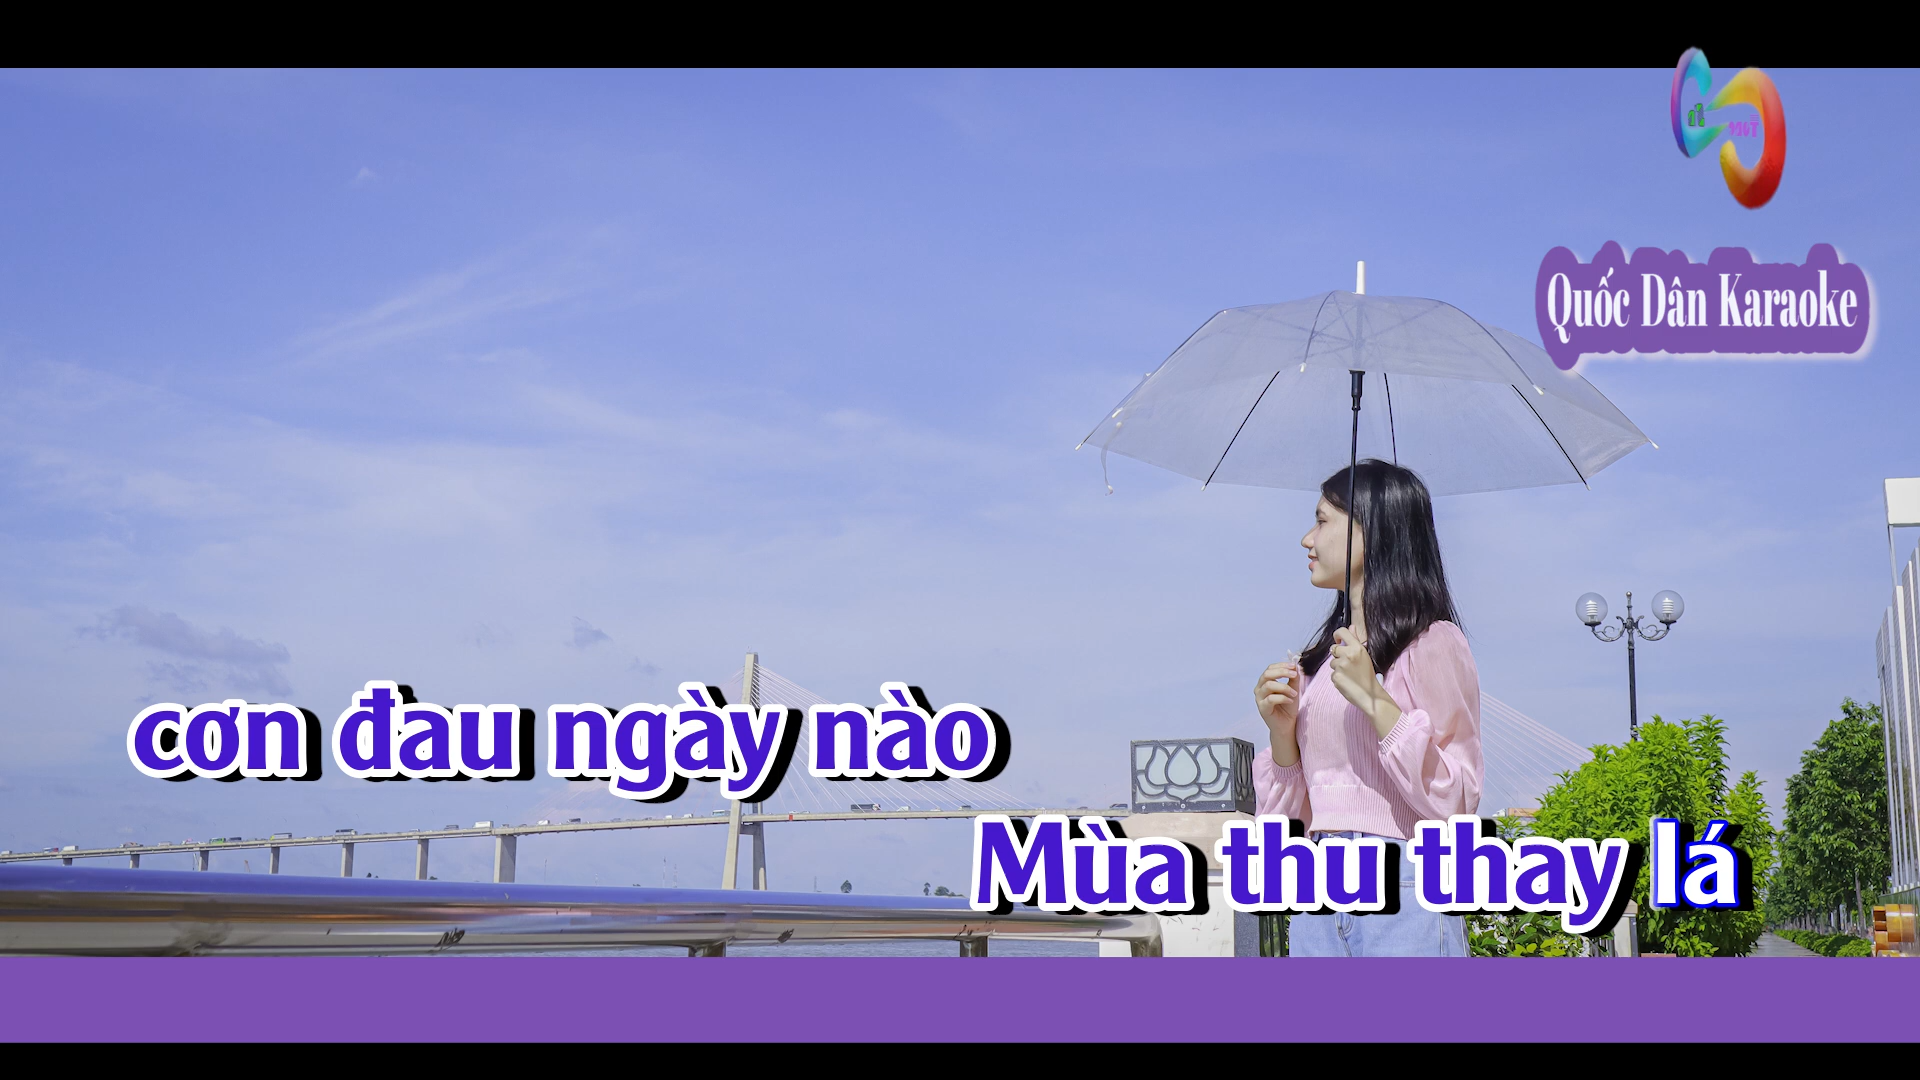 Quốc Dân Karaoke
cơn đau ngày nào
Mùa thu thay lá